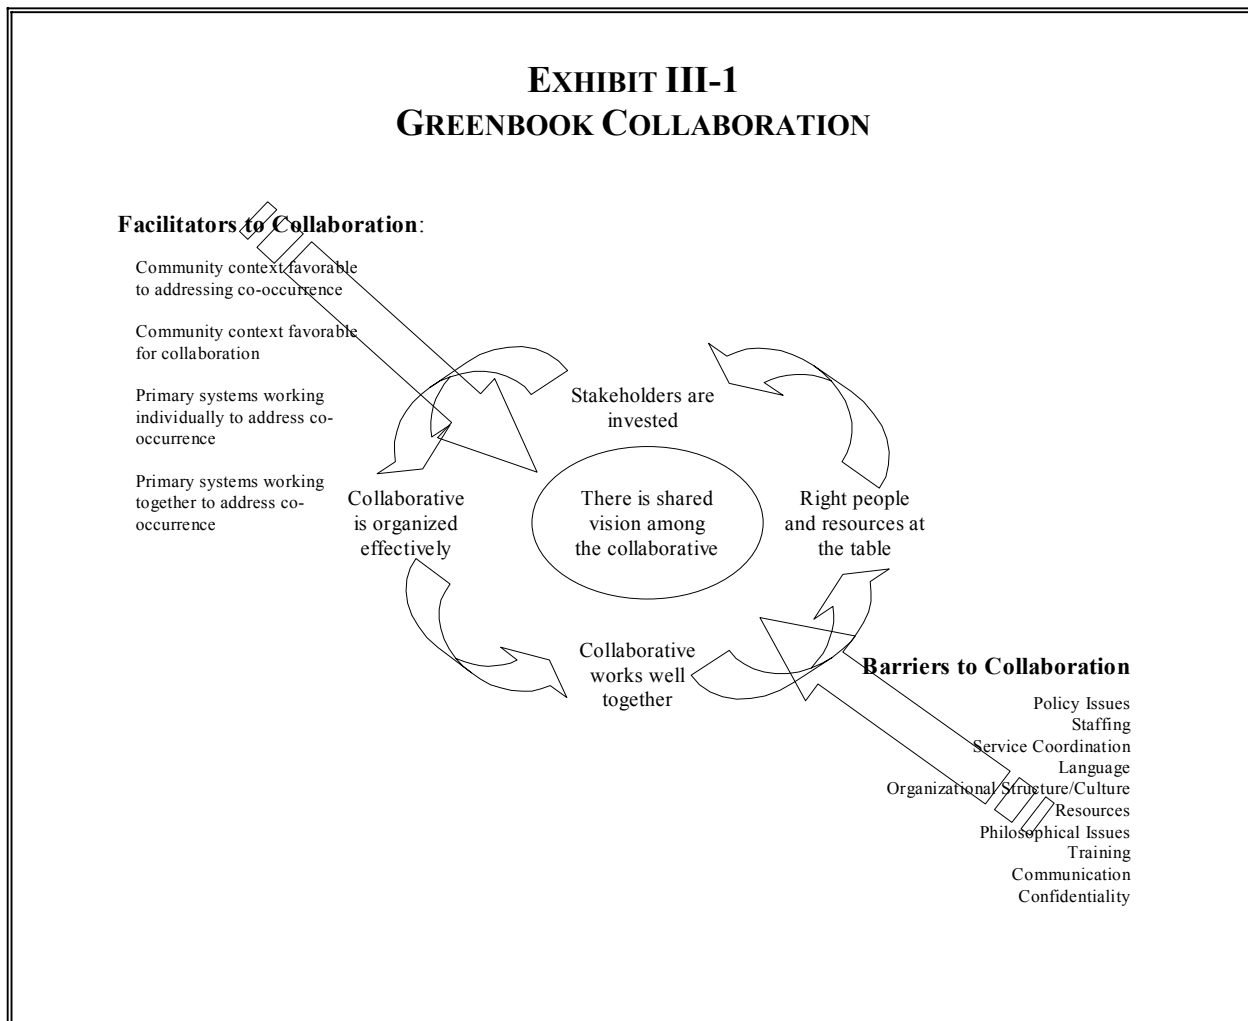 EXHIBIT III-1
GREENBOOK COLLABORATION
Facilitators to Collaboration:
Community context favorable
to addressing co-occurrence
Community context favorable
for collaboration
Primary systems working
individually to address co-
occurrence
Primary systems working
together to address co-
occurrence
Stakeholders are
invested
Collaborative
is organized
effectively
There is shared
vision among
the collaborative
Right people
and resources at
the table
Collaborative
works well
together
Barriers to Collaboration
Policy Issues
Staffing
Service Coordination
Language
Organizational Structure/Culture
Resources
Philosophical Issues
Training
Communication
Confidentiality